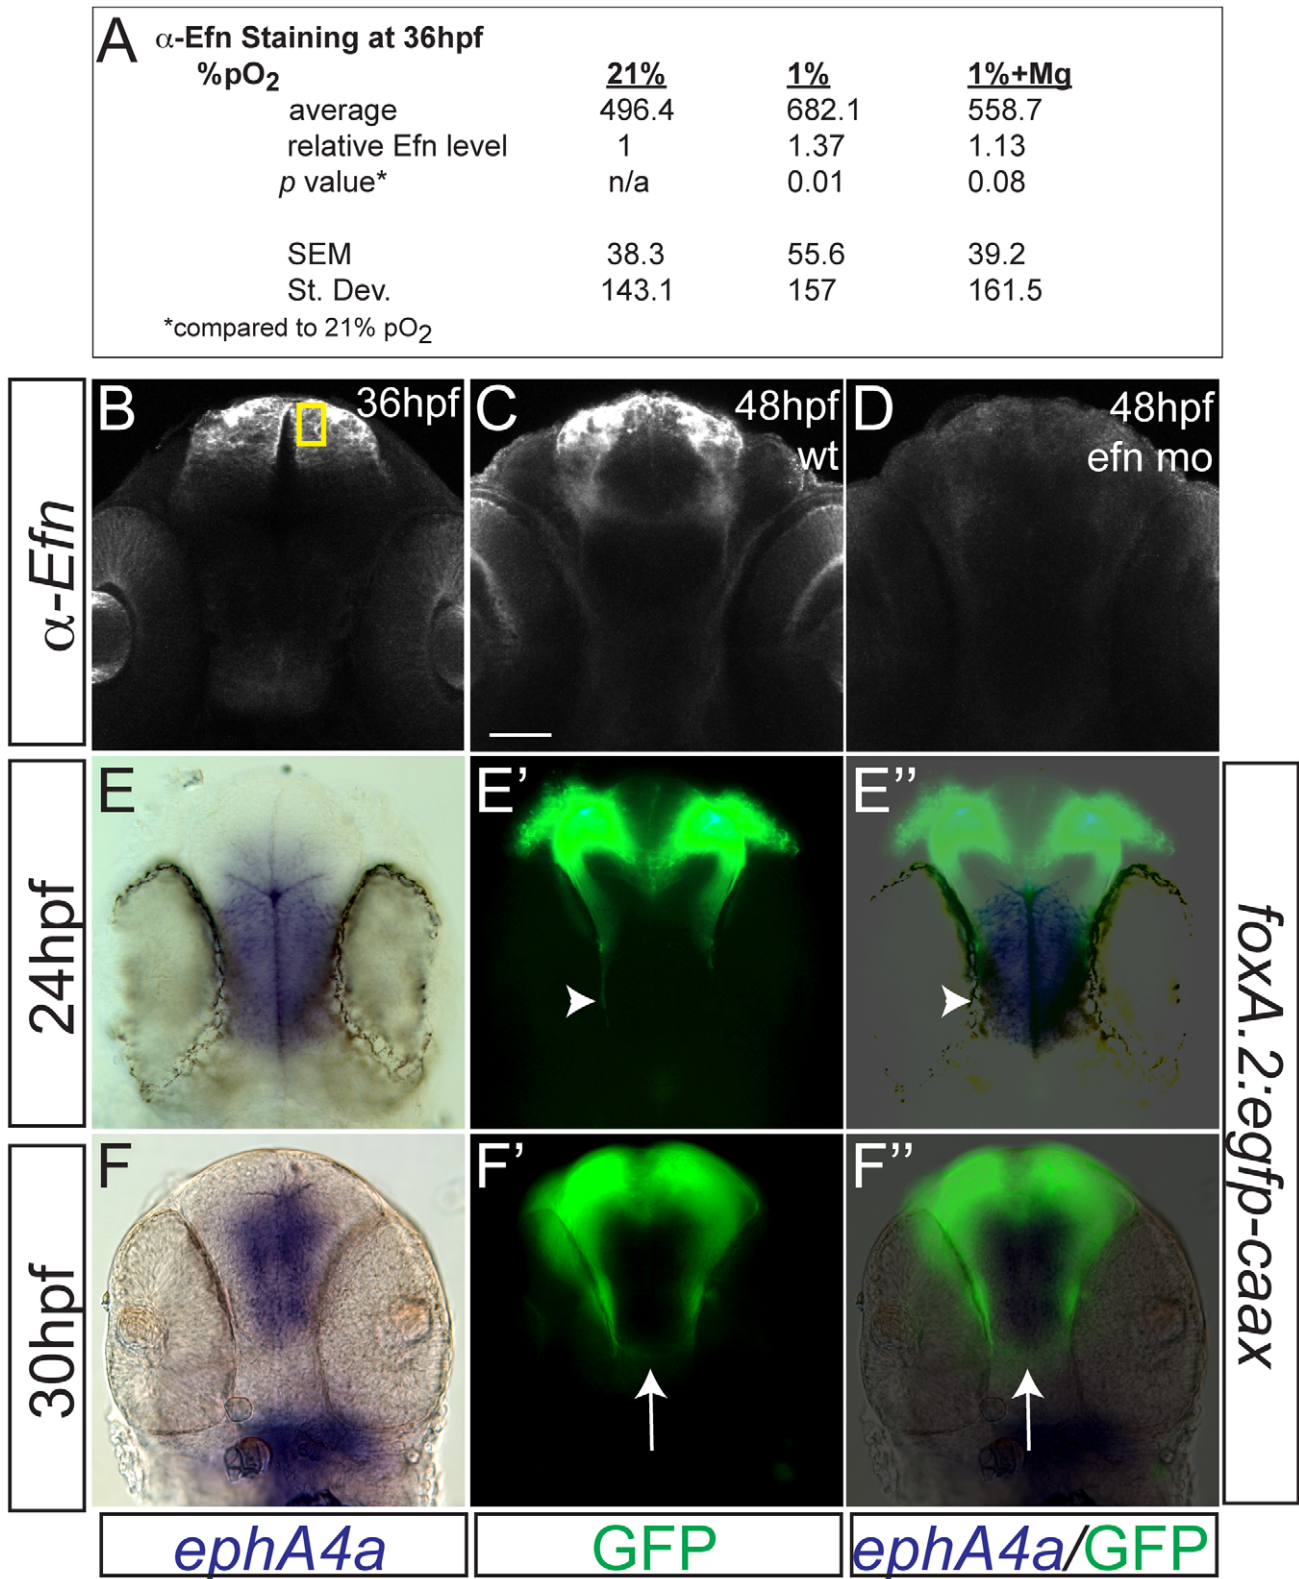 A α-Efn Staining at 36hpf
%pO2 21% 1% 1%+Mg
average 496.4 682.1 558.7
relative Efn level 1 1.37 1.13
p value* n/a 0.01 0.08
SEM 38.3 55.6 39.2
St. Dev. 143.1 157 161.5
*compared to 21% pO2
α-Efn
B 36hpf
C 48hpf
wt
D 48hpf
efn mo
24hpf
E
E’
E’’
30hpf
F
F’
F’’
foxA.2:egfp-caax
ephA4a
GFP
ephA4a/GFP